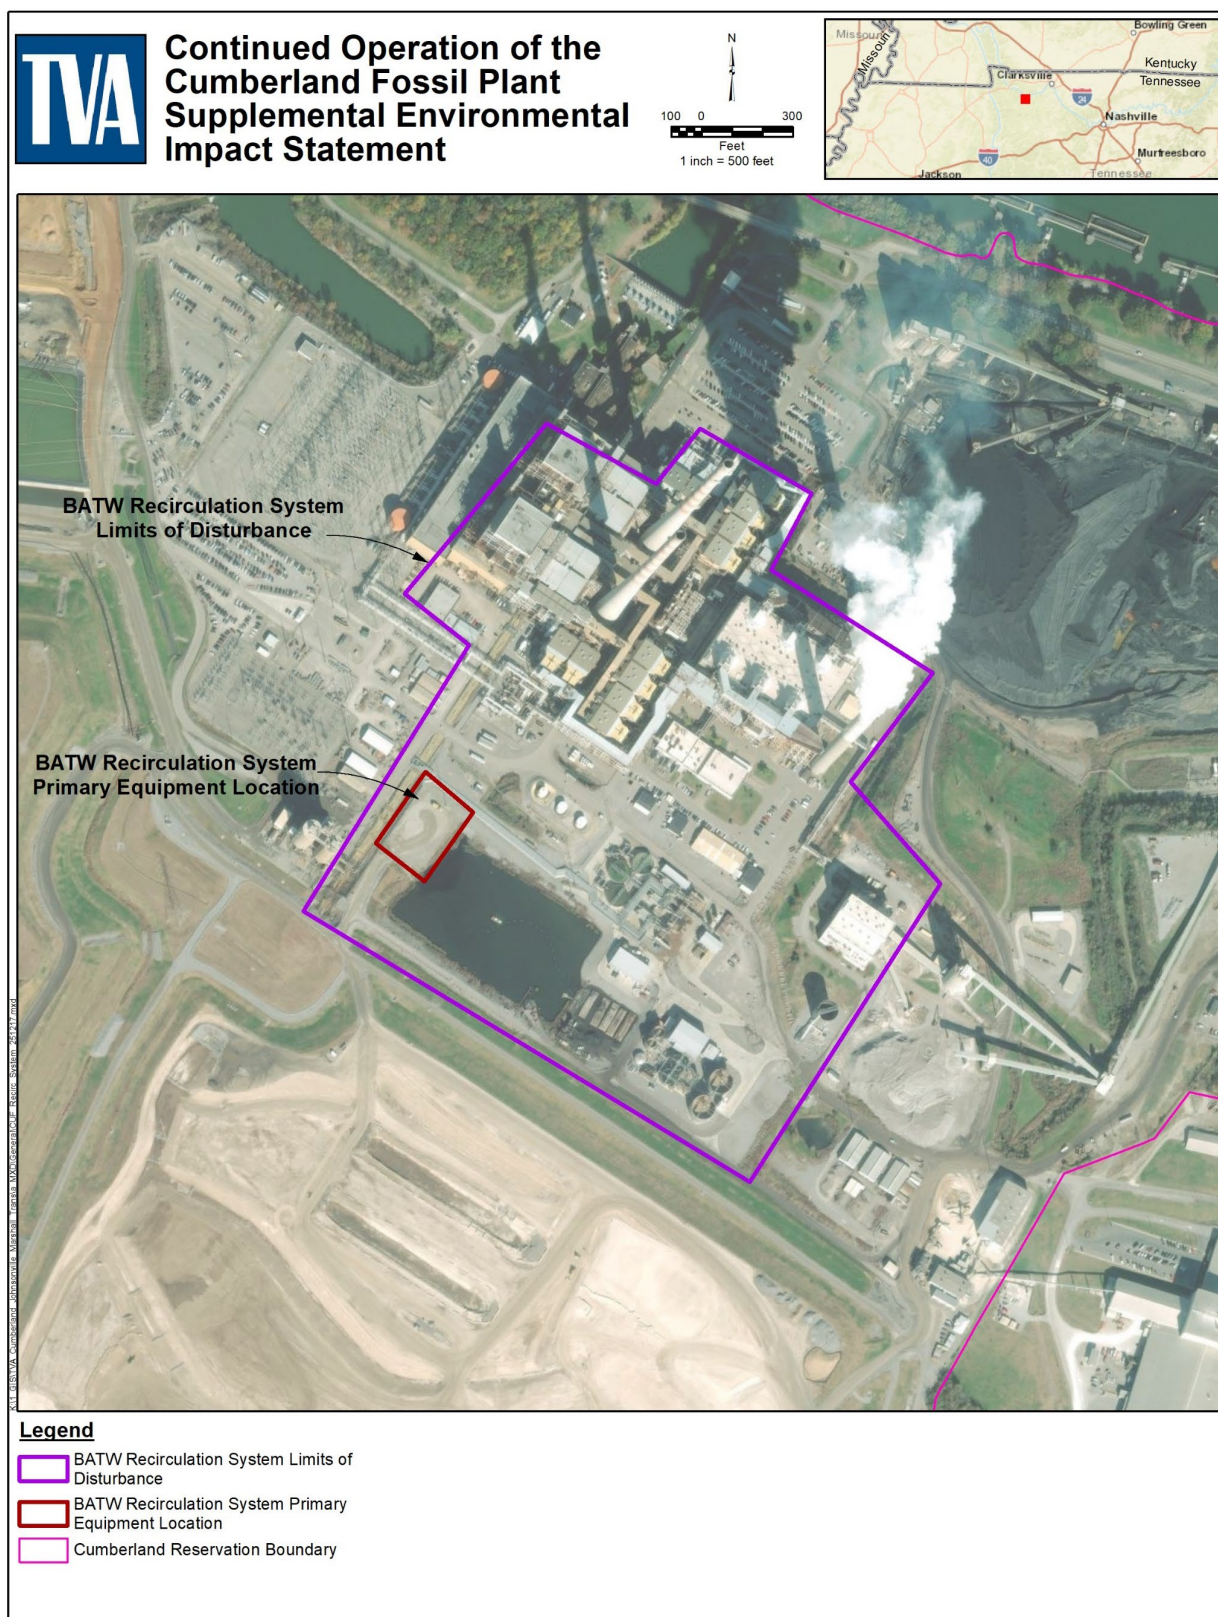 TVA
Continued Operation of the
Cumberland Fossil Plant
Supplemental Environmental
Impact Statement
N
100 0 300
Feet
1 inch = 500 feet
Missouri
Missouri
Bowling Green
Clarksville
Kentucky
Tennessee
24
Nashville
40
Murfreesboro
Jackson
Tennessee
BATW Recirculation System
Limits of Disturbance
BATW Recirculation System
Primary Equipment Location
Legend
BATW Recirculation System Limits of
Disturbance
BATW Recirculation System Primary
Equipment Location
Cumberland Reservation Boundary